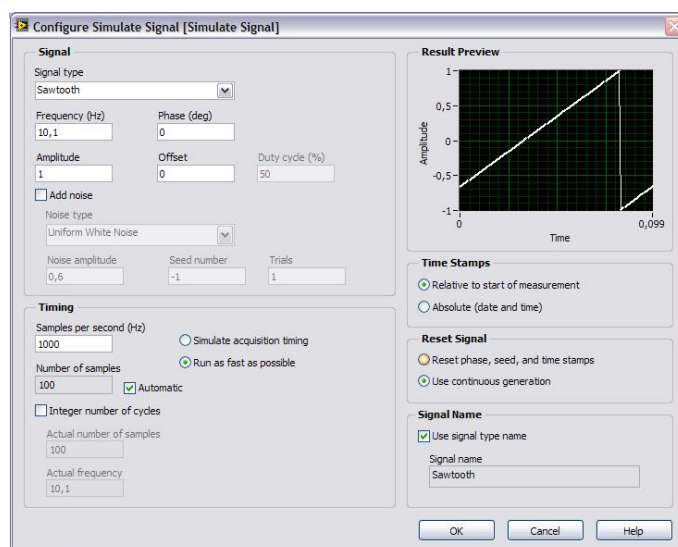 Configure Simulate Signal [Simulate Signal]
Signal
Signal type
Sawtooth
Frequency (Hz) Phase (deg)
10,1 0
Amplitude Offset Duty cycle (%)
1 0 50
Add noise
Noise type
Uniform White Noise
Noise amplitude Seed number Trials
0,6 -1 1
Timing
Samples per second (Hz)
1000
Simulate acquisition timing
Run as fast as possible
Number of samples
100 Automatic
Integer number of cycles
Actual number of samples
100
Actual frequency
10,1
Result Preview
Amplitude
1
0,5
0
-0,5
-1
0 0,099
Time
Time Stamps
Relative to start of measurement
Absolute (date and time)
Reset Signal
Reset phase, seed, and time stamps
Use continuous generation
Signal Name
Use signal type name
Signal name
Sawtooth
OK Cancel Help